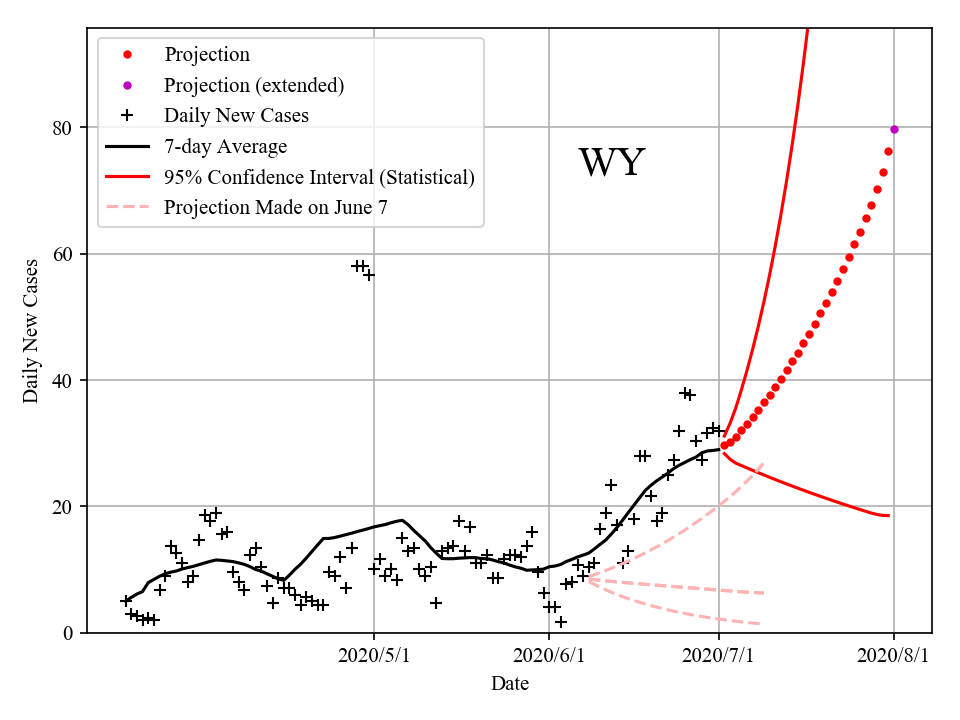 Projection
Projection (extended)
Daily New Cases
7-day Average
95% Confidence Interval (Statistical)
Projection Made on June 7
WY
80
60
40
20
0
Daily New Cases
2020/5/1
2020/6/1
2020/7/1
2020/8/1
Date